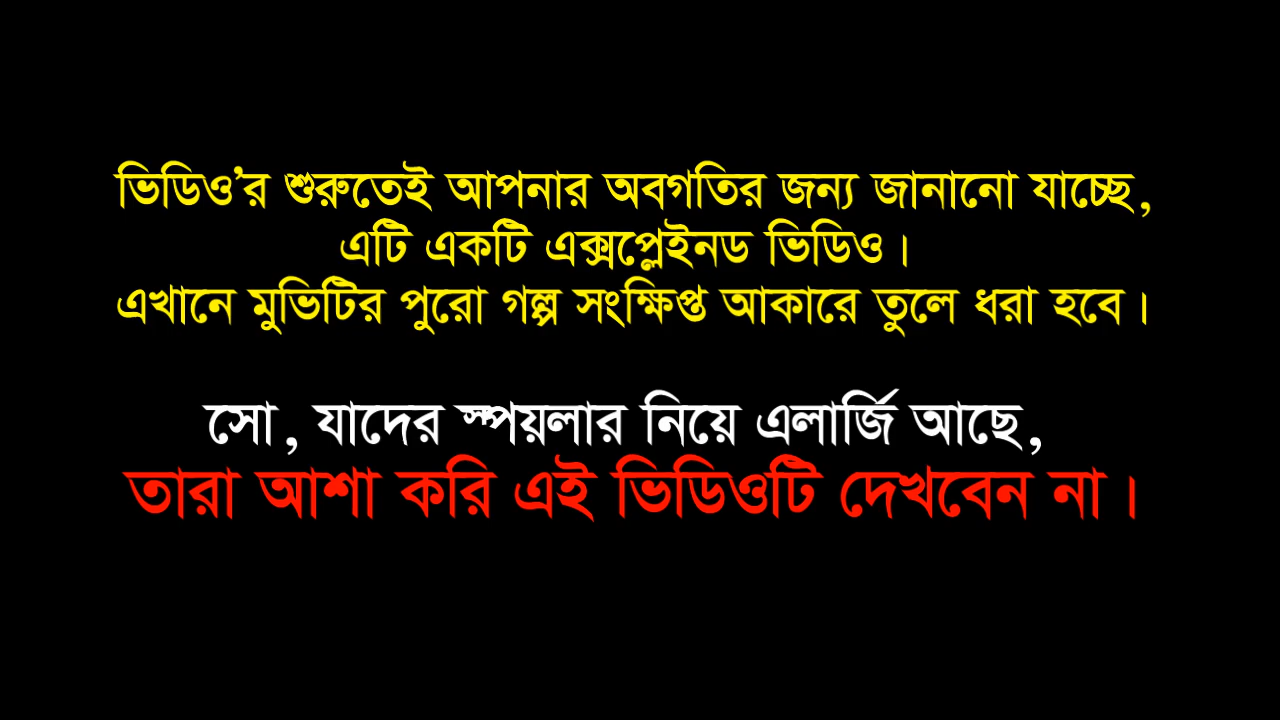 ভিডিও’র শুরুতেই আপনার অবগতির জন্য জানানো যাচ্ছে,
এটি একটি এক্সপ্লেইনড ভিডিও।
এখানে মুভিটির পুরো গল্প সংক্ষিপ্ত আকারে তুলে ধরা হবে।
সো, যাদের স্পয়লার নিয়ে এলার্জি আছে,
তারা আশা করি এই ভিডিওটি দেখবেন না।